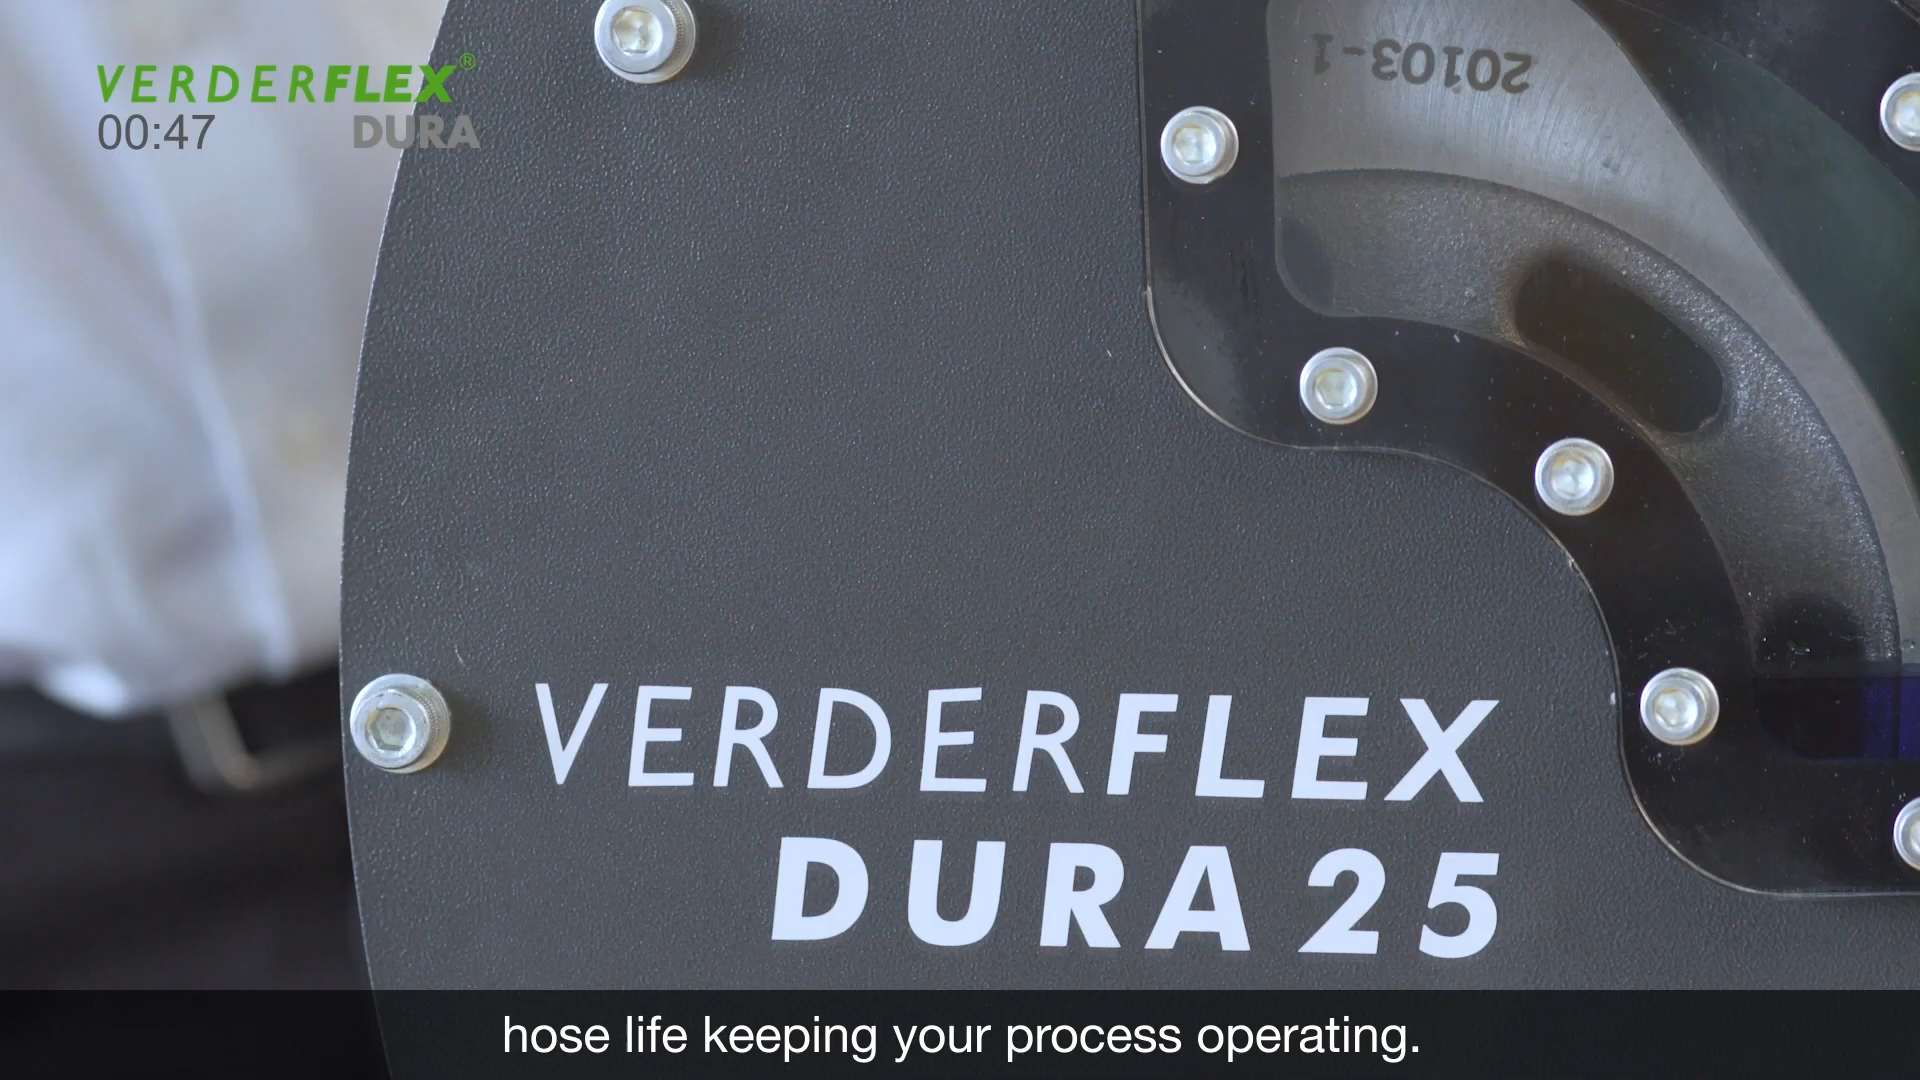 VERDERFLEX®
00:47 DURA
20103-1
VERDERFLEX
DURA 25
hose life keeping your process operating.